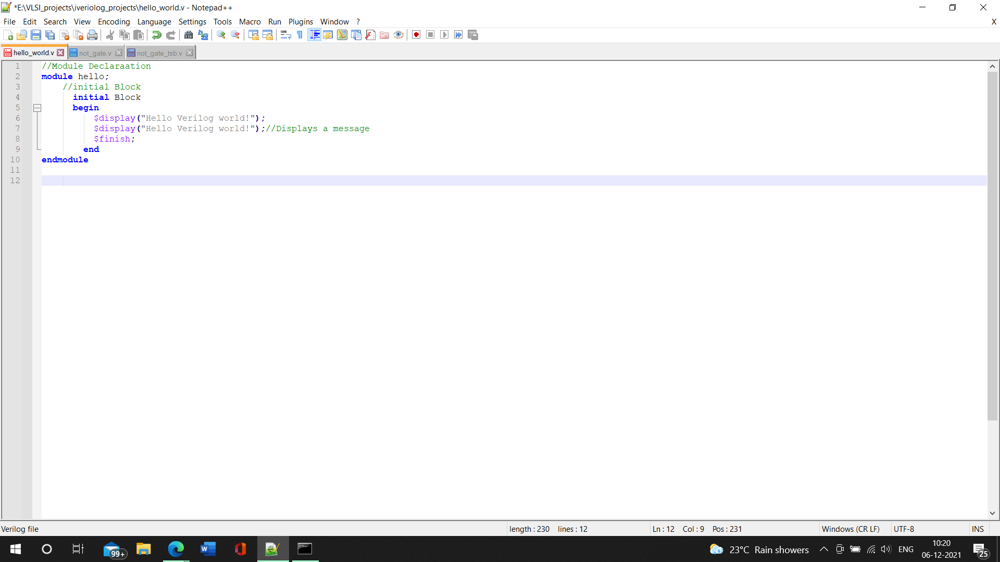 *E:\VLSI_projects\iveriolog_projects\hello_world.v - Notepad++
File Edit Search View Encoding Language Settings Tools Macro Run Plugins Window ? X
hello_world.v not_gate.v not_gate_tsb.v
1 //Module Declaraation
2 module hello;
3 //initial Block
4 initial Block
5 begin
6 $display("Hello Verilog world!");
7 $display("Hello Verilog world!");//Displays a message
8 $finish;
9 end
10 endmodule
11
12
Verilog file length : 230 lines : 12 Ln : 12 Col : 9 Pos : 231 Windows (CR LF) UTF-8 INS
99+ W 23°C Rain showers ENG 10:20 25
06-12-2021